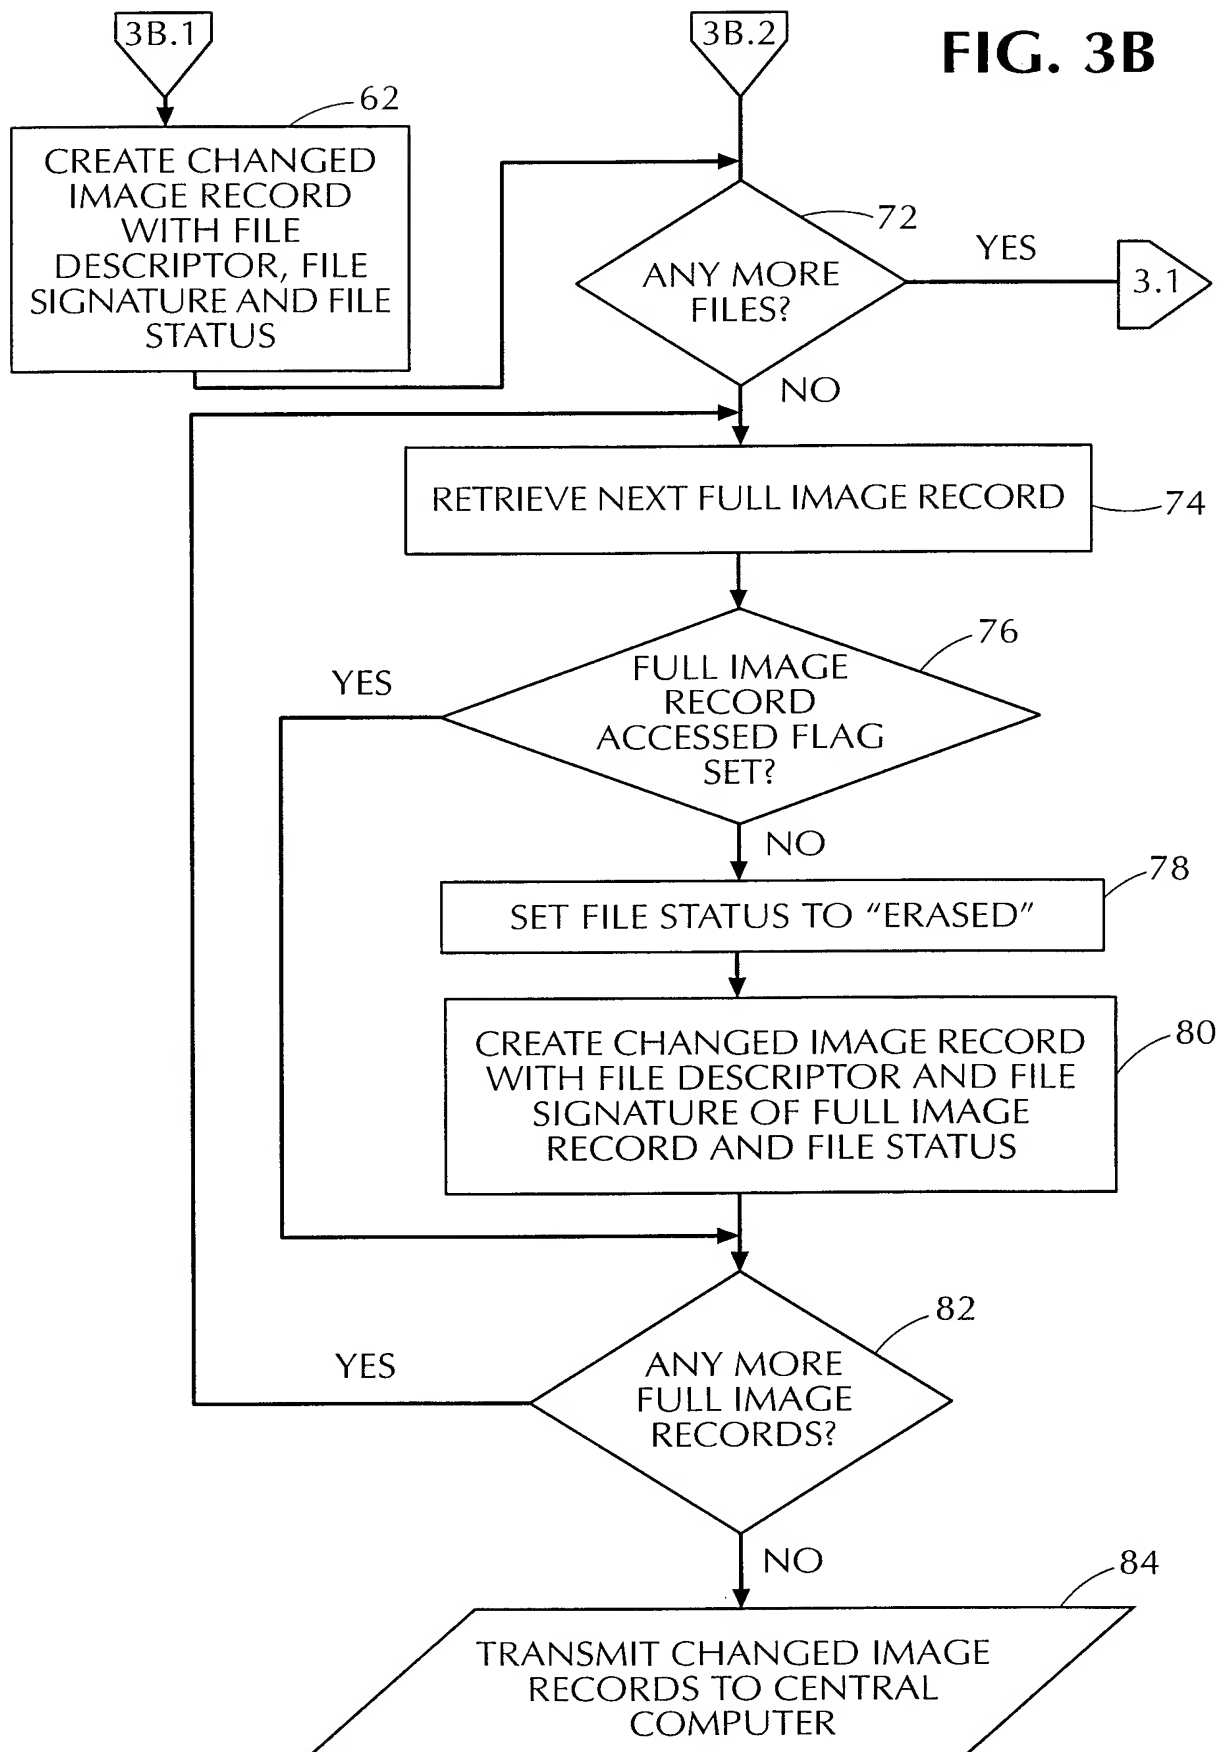 3B.1
3B.2
FIG. 3B
62
CREATE CHANGED
IMAGE RECORD
WITH FILE
DESCRIPTOR, FILE
SIGNATURE AND FILE
STATUS
72
ANY MORE
FILES?
YES
3.1
NO
RETRIEVE NEXT FULL IMAGE RECORD
74
76
FULL IMAGE
RECORD
ACCESSED FLAG
SET?
YES
NO
78
SET FILE STATUS TO “ERASED”
80
CREATE CHANGED IMAGE RECORD
WITH FILE DESCRIPTOR AND FILE
SIGNATURE OF FULL IMAGE
RECORD AND FILE STATUS
82
ANY MORE
FULL IMAGE
RECORDS?
YES
NO
84
TRANSMIT CHANGED IMAGE
RECORDS TO CENTRAL
COMPUTER